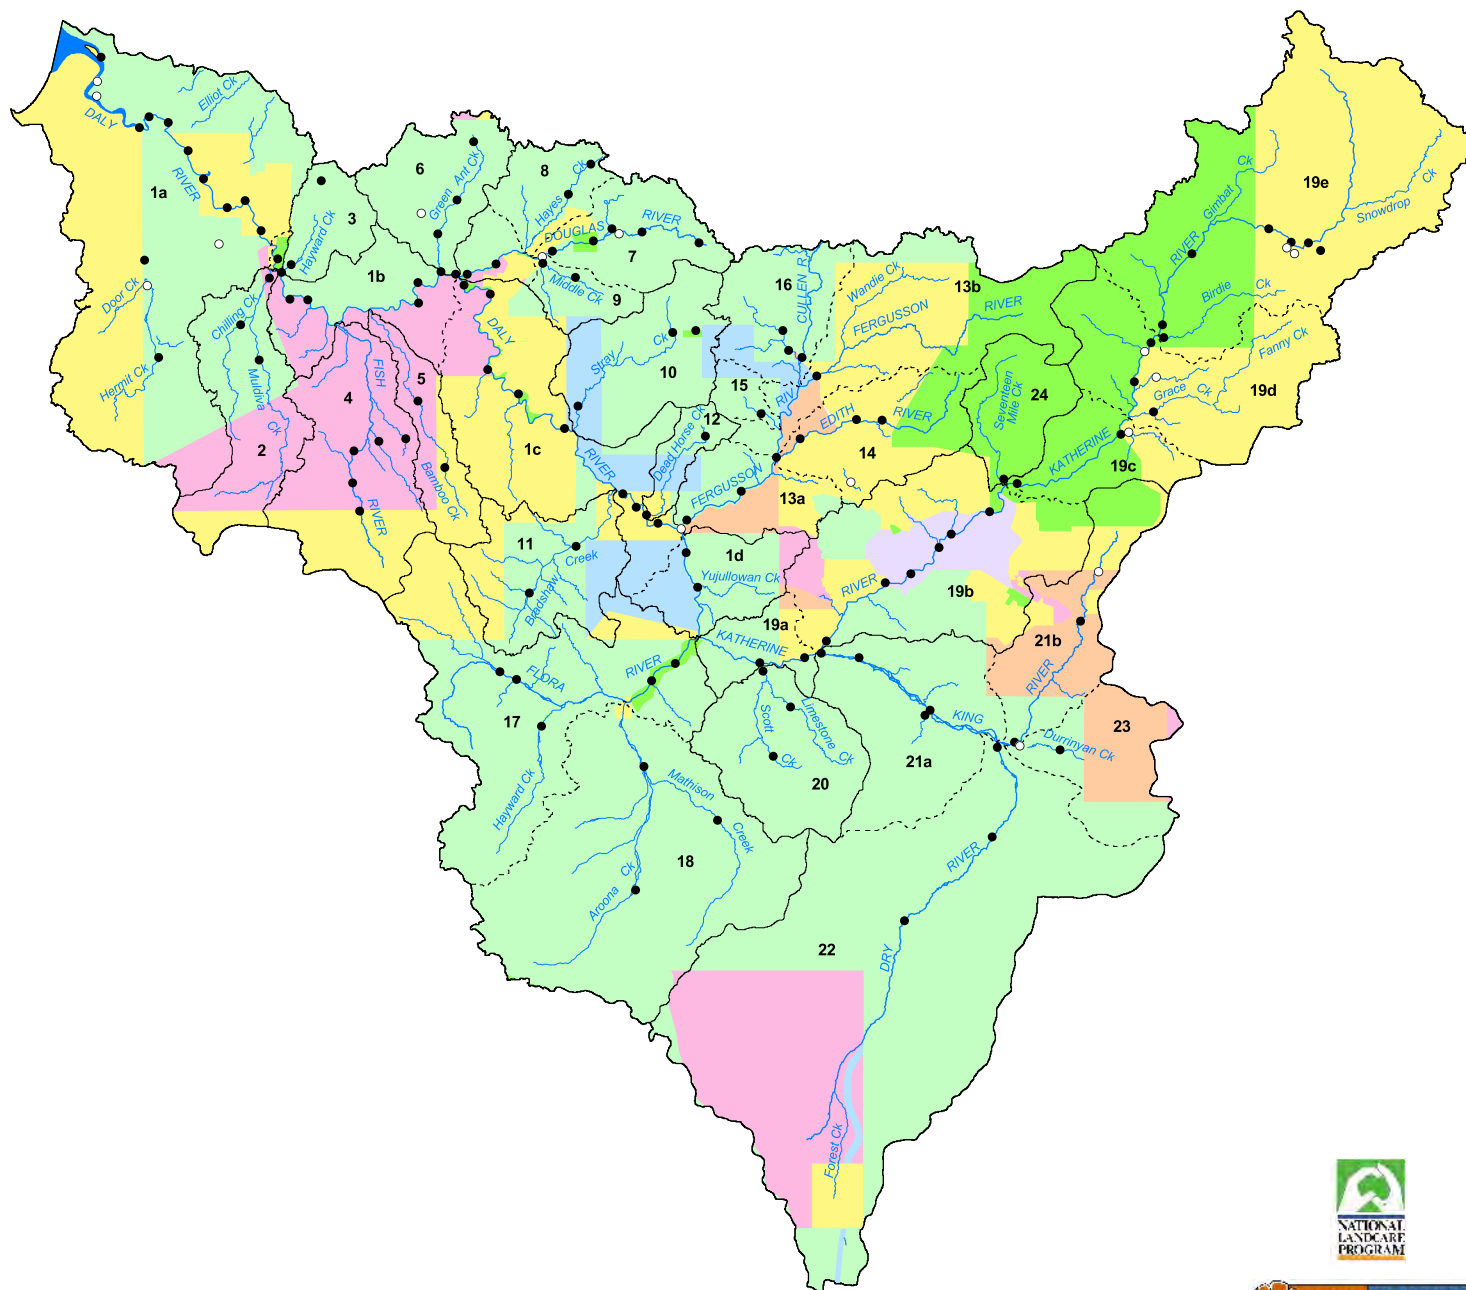 Elliot Ck
DALY
RIVER
1a
3
Hayward Ck
6
Green Ant Ck
8
Hayes Ck
DOUGLAS
RIVER
7
Middle Ck
9
1b
Door Ck
Hermit Ck
Chilling Ck
Muldiva Ck
2
4
FISH
RIVER
5
Bamboo Ck
DALY
RIVER
1c
Stray Ck
10
16
CULLEN R.
Wandie Ck
FERGUSSON
RIVER
13b
15
RIV
12
Dead Horse Ck
EDITH
RIVER
14
FERGUSSON
13a
Seventeen
Mile Ck
24
KATHERINE
19c
RIVER
Gimbat Ck
Birdie Ck
19e
Snowdrop Ck
Fanny Ck
Grace Ck
19d
11
Bradshaw Creek
1d
Yujullowan Ck
RIVER
19b
19a
KATHERINE
21b
RIVER
FLORA
RIVER
17
Hayward Ck
Scott Ck
Limestone Ck
20
21a
KING
Durrinyan Ck
23
Mathison Creek
18
Aroona Ck
RIVER
DRY
22
Forest Ck
NATIONAL
LANDCARE
PROGRAM